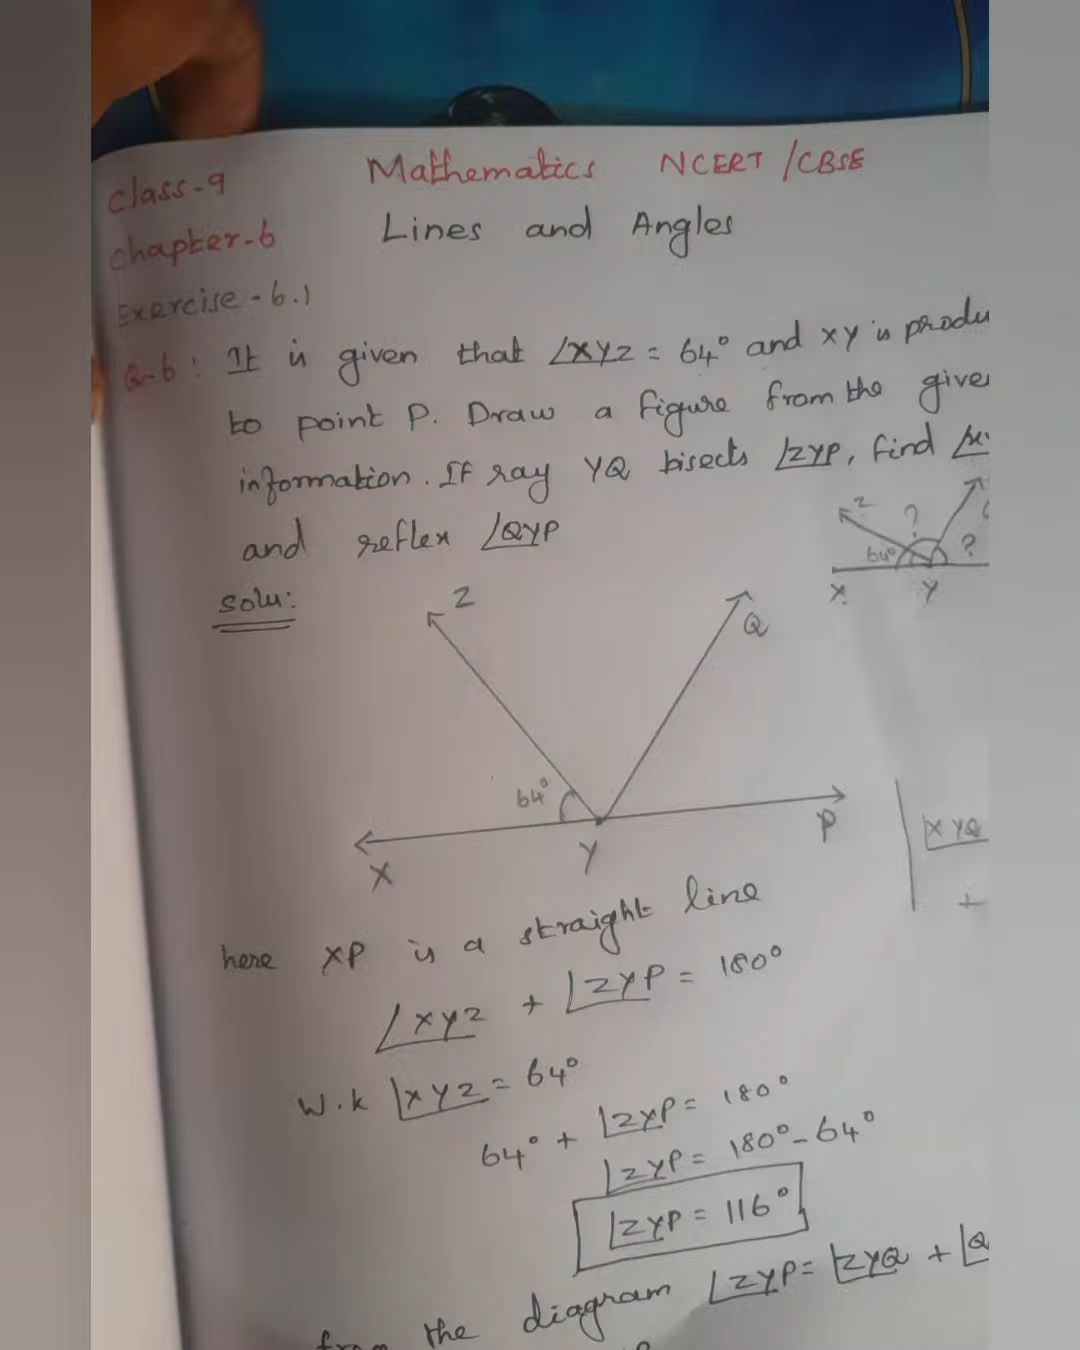 Mathematics NCERT /CBSE
class-9
chapter-6 Lines and Angles
Exercise-6.1
Q-6: It is given that ∠XYZ = 64° and XY is produ
to point P. Draw a figure from the give
information. If ray YQ bisects ∠ZYP, find ∠
and reflex ∠QYP
Z ?
64° ?
X Y
Solu:
Z Q
64°
X Y P
∠XYQ
+
here XP is a straight line
∠XYZ + ∠ZYP = 180°
W.k ∠XYZ = 64°
64° + ∠ZYP = 180°
∠ZYP = 180° - 64°
∠ZYP = 116°
from the diagram ∠ZYP = ∠ZYQ + ∠Q